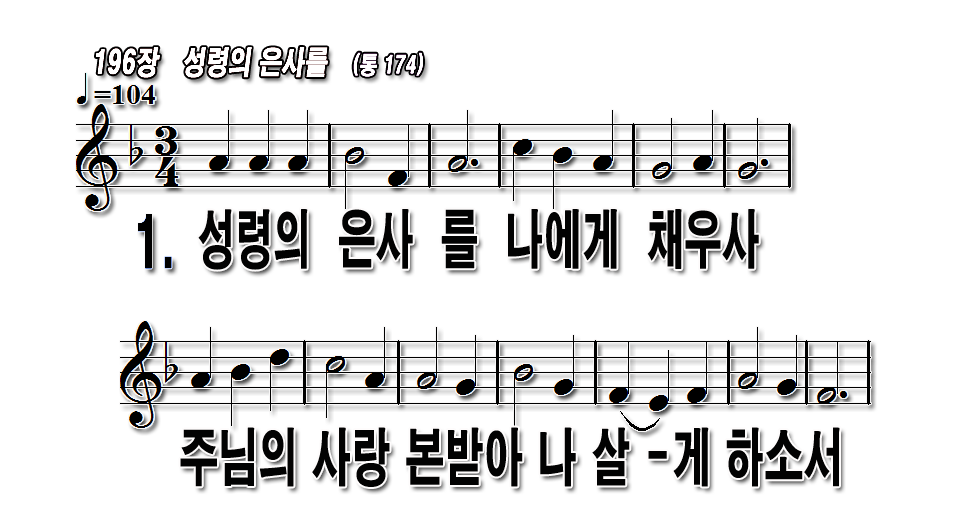 196장 성령의 은사를 (통 174)
♩=104
3/4
1. 성령의 은사 를 나에게 채우사
주님의 사랑 본받아 나 살 -게 하소서